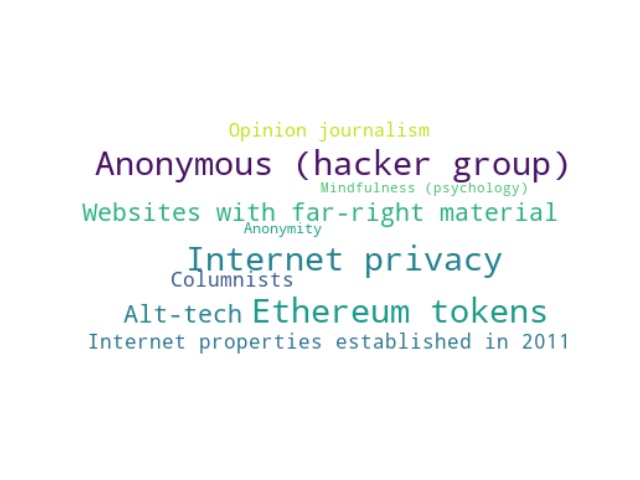 Opinion journalism
Anonymous (hacker group)
Mindfulness (psychology)
Websites with far-right material
Anonymity
Internet privacy
Columnists
Alt-tech Ethereum tokens
Internet properties established in 2011